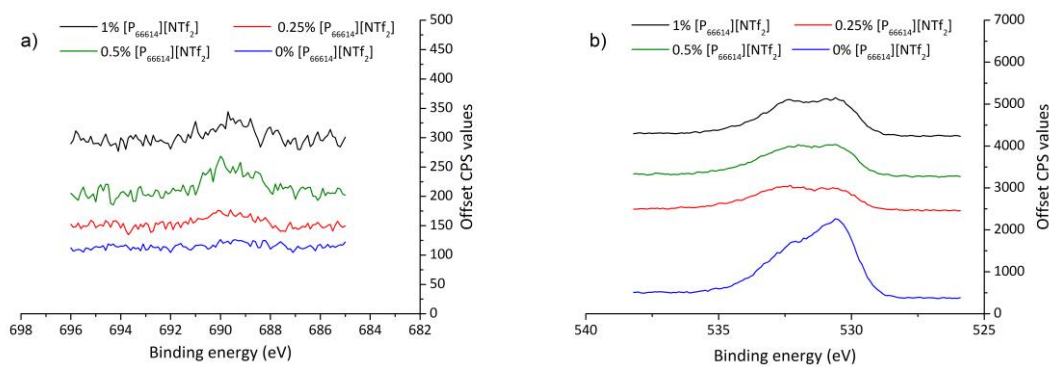 a)
1% [P₆₆₆₁₄][NTf₂] 0.25% [P₆₆₆₁₄][NTf₂]
0.5% [P₆₆₆₁₄][NTf₂] 0% [P₆₆₆₁₄][NTf₂]
500
450
400
350
300
250
200
150
100
50
0
Offset CPS values
698 696 694 692 690 688 686 684 682
Binding energy (eV)
b)
1% [P₆₆₆₁₄][NTf₂] 0.25% [P₆₆₆₁₄][NTf₂]
0.5% [P₆₆₆₁₄][NTf₂] 0% [P₆₆₆₁₄][NTf₂]
7000
6000
5000
4000
3000
2000
1000
0
Offset CPS values
540 535 530 525
Binding energy (eV)